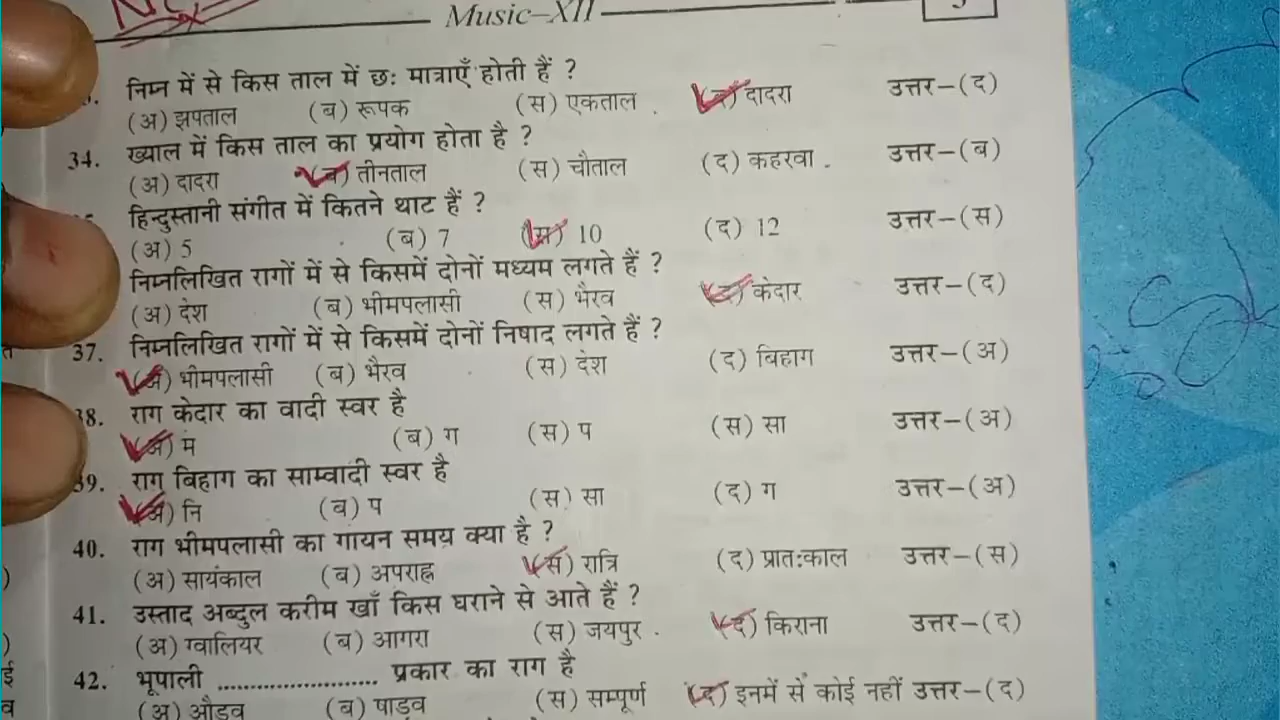 Music–XII
निम्न में से किस ताल में छः मात्राएँ होती हैं ?
(अ) झपताल (ब) रूपक (स) एकताल (द) दादरा उत्तर–(द)
34. ख्याल में किस ताल का प्रयोग होता है ?
(अ) दादरा (ब) तीनताल (स) चौताल (द) कहरवा उत्तर–(ब)
हिन्दुस्तानी संगीत में कितने थाट हैं ?
(अ) 5 (ब) 7 (स) 10 (द) 12 उत्तर–(स)
निम्नलिखित रागों में से किसमें दोनों मध्यम लगते हैं ?
(अ) देश (ब) भीमपलासी (स) भैरव (द) केदार उत्तर–(द)
37. निम्नलिखित रागों में से किसमें दोनों निषाद लगते हैं ?
(अ) भीमपलासी (ब) भैरव (स) देश (द) बिहाग उत्तर–(अ)
38. राग केदार का वादी स्वर है
(अ) म (ब) ग (स) प (स) सा उत्तर–(अ)
39. राग बिहाग का साम्वादी स्वर है
(अ) नि (ब) प (स) सा (द) ग उत्तर–(अ)
40. राग भीमपलासी का गायन समय क्या है ?
(अ) सायंकाल (ब) अपराह्न (स) रात्रि (द) प्रातःकाल उत्तर–(स)
41. उस्ताद अब्दुल करीम खाँ किस घराने से आते हैं ?
(अ) ग्वालियर (ब) आगरा (स) जयपुर (द) किराना उत्तर–(द)
42. भूपाली ....................... प्रकार का राग है
(अ) औडव (ब) षाडव (स) सम्पूर्ण (द) इनमें से कोई नहीं उत्तर–(द)